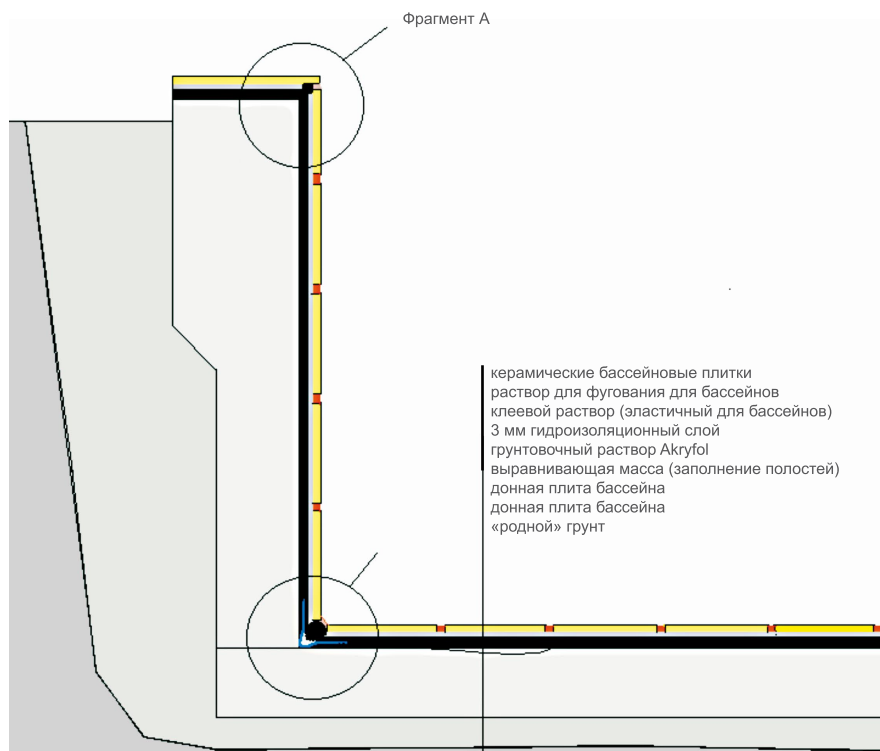 Фрагмент А
керамические бассейновые плитки
раствор для фугования для бассейнов
клеевой раствор (эластичный для бассейнов)
3 мм гидроизоляционный слой
грунтовочный раствор Akryfol
выравнивающая масса (заполнение полостей)
донная плита бассейна
донная плита бассейна
«родной» грунт